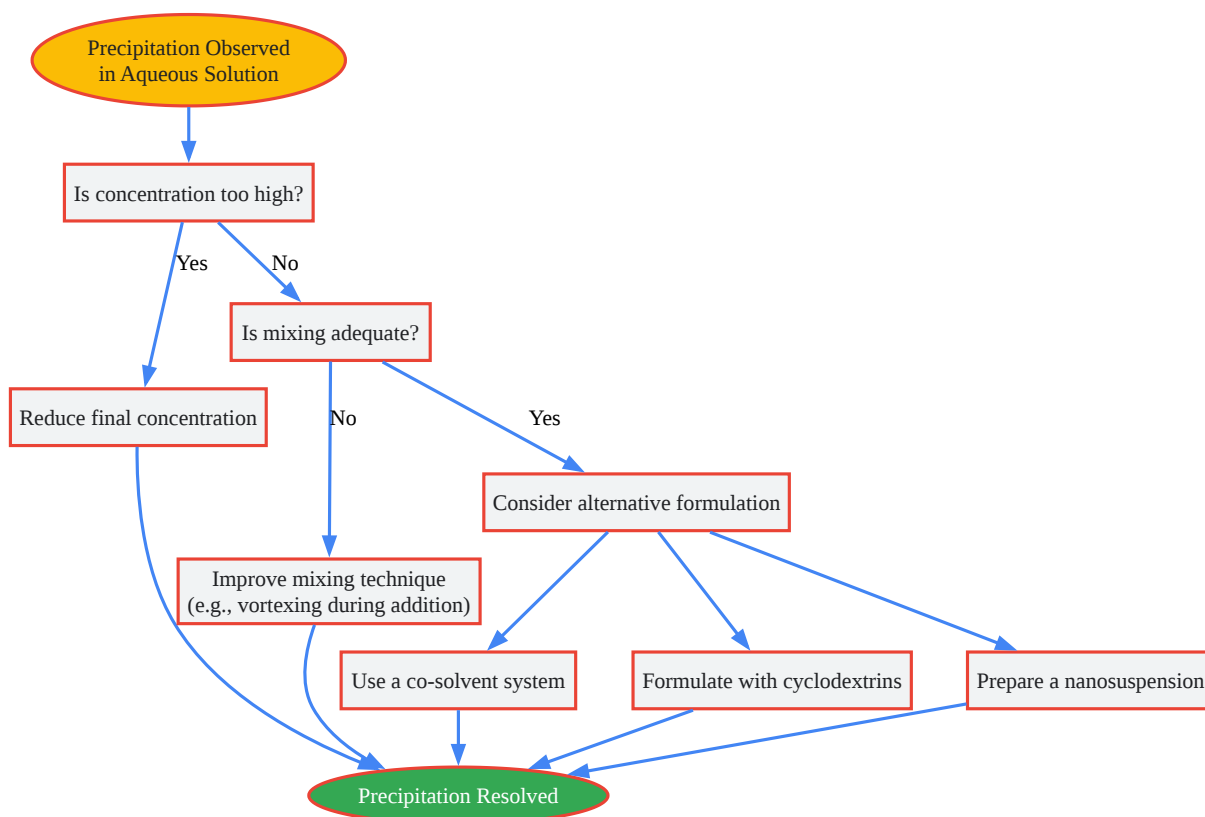 Precipitation Observed
in Aqueous Solution
Is concentration too high?
Yes
No
Is mixing adequate?
Reduce final concentration
No
Yes
Consider alternative formulation
Improve mixing technique
(e.g., vortexing during addition)
Use a co-solvent system
Formulate with cyclodextrins
Prepare a nanosuspension
Precipitation Resolved